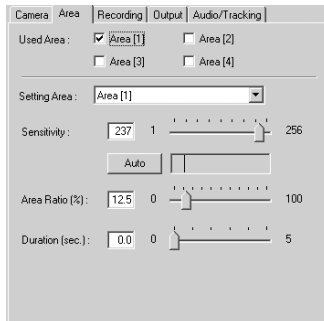 Camera Area Recording Output Audio/Tracking
Used Area : Area [1] Area [2]
Area [3] Area [4]
Setting Area : Area [1]
Sensitivity : 237 1 256
Auto
Area Ratio (%) : 12.5 0 100
Duration (sec.) : 0.0 0 5